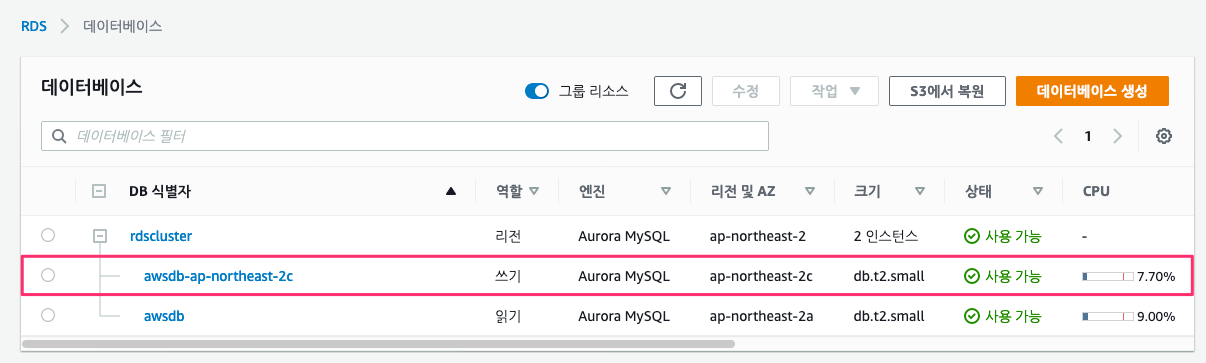 RDS > 데이터베이스
데이터베이스 그룹 리소스 수정 작업 S3에서 복원 데이터베이스 생성
데이터베이스 필터 1
DB 식별자 역할 엔진 리전 및 AZ 크기 상태 CPU
rdscluster 리전 Aurora MySQL ap-northeast-2 2 인스턴스 사용 가능 -
awsdb-ap-northeast-2c 쓰기 Aurora MySQL ap-northeast-2c db.t2.small 사용 가능 7.70%
awsdb 읽기 Aurora MySQL ap-northeast-2a db.t2.small 사용 가능 9.00%